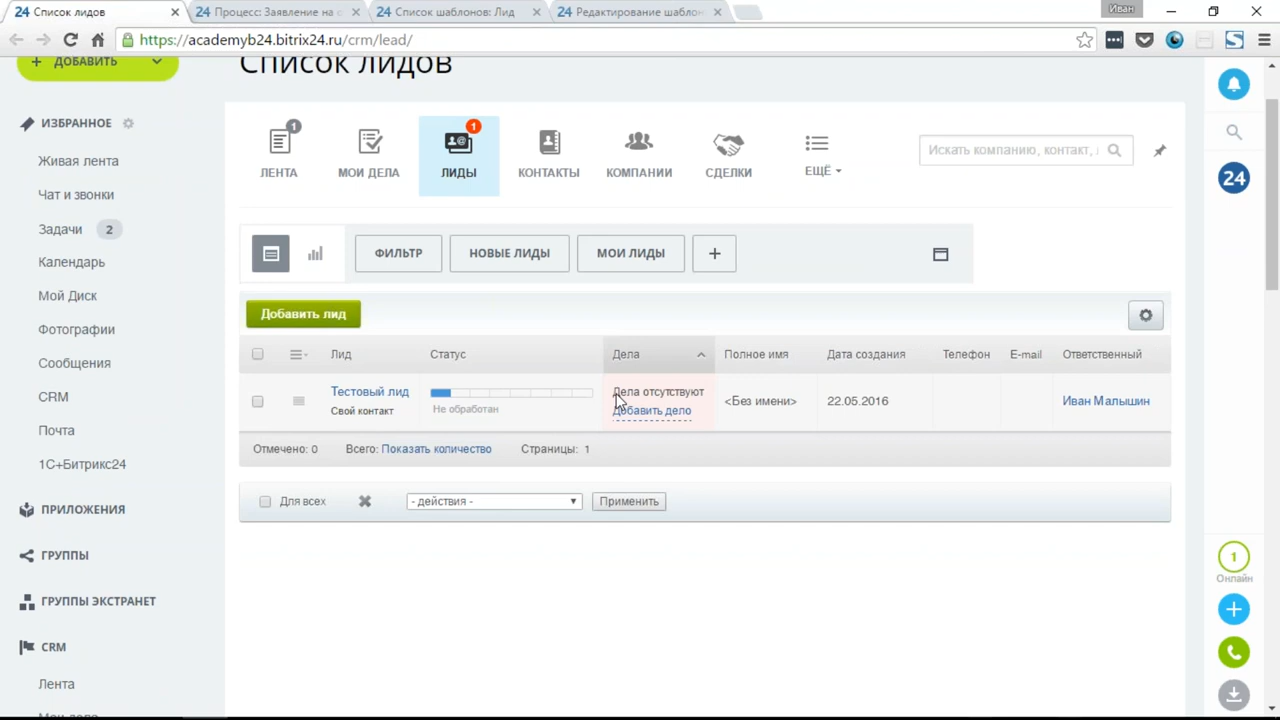 24 Список лидов
24 Процесс: Заявление на о
24 Список шаблонов: Лид
24 Редактирование шаблон
Иван
https://academyb24.bitrix24.ru/crm/lead/
+ ДОБАВИТЬ
Список лидов
ИЗБРАННОЕ
Живая лента
Чат и звонки
Задачи 2
Календарь
Мой Диск
Фотографии
Сообщения
CRM
Почта
1С+Битрикс24
ПРИЛОЖЕНИЯ
ГРУППЫ
ГРУППЫ ЭКСТРАНЕТ
CRM
Лента
Мои дела
1
ЛЕНТА
МОИ ДЕЛА
1
ЛИДЫ
КОНТАКТЫ
КОМПАНИИ
СДЕЛКИ
ЕЩЁ
Искать компанию, контакт, л
ФИЛЬТР
НОВЫЕ ЛИДЫ
МОИ ЛИДЫ
+
Добавить лид
Лид Статус Дела Полное имя Дата создания Телефон E-mail Ответственный
Тестовый лид
Свой контакт
Не обработан
Дела отсутствуют
Добавить дело
<Без имени>
22.05.2016
Иван Малышин
Отмечено: 0 Всего: Показать количество Страницы: 1
Для всех
- действия -
Применить
24
1
Онлайн